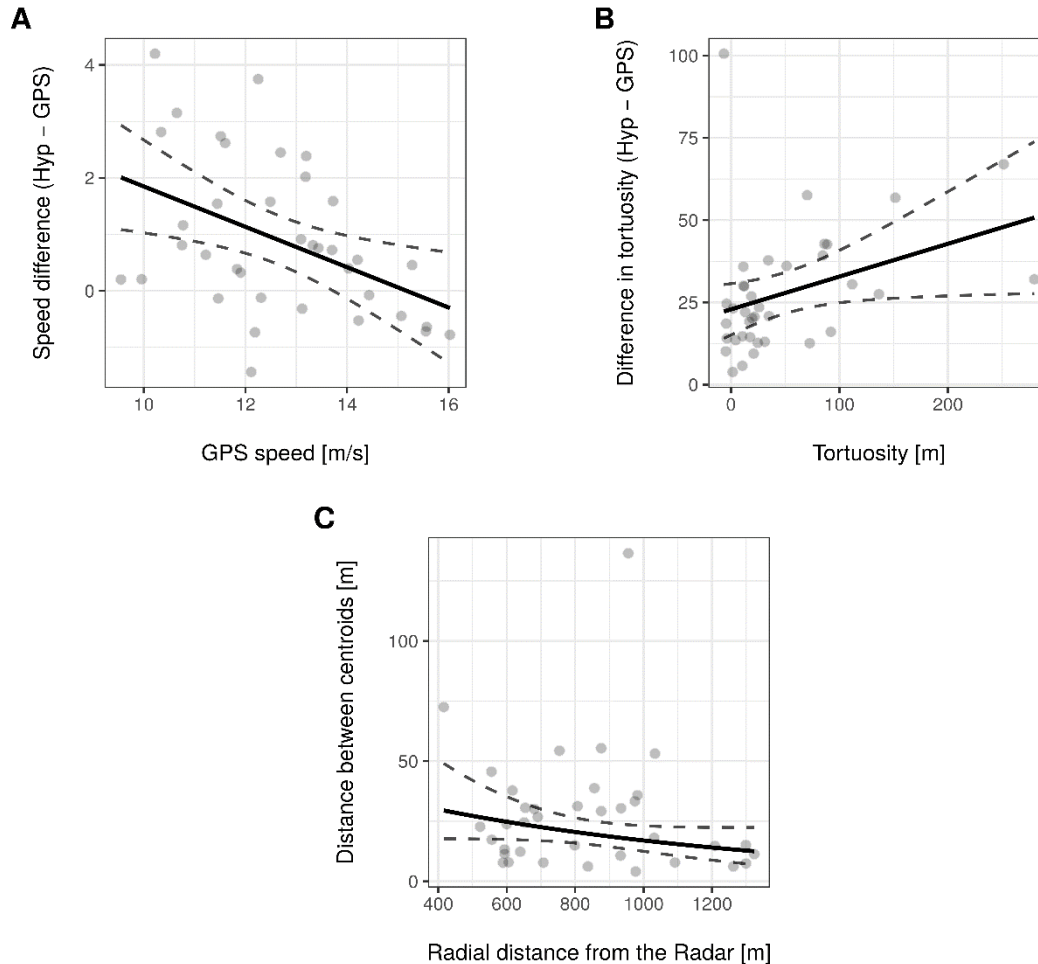 A
Speed difference (Hyp – GPS)
4
2
0
10 12 14 16
GPS speed [m/s]
B
Difference in tortuosity (Hyp – GPS)
100
75
50
25
0
0 100 200
Tortuosity [m]
C
Distance between centroids [m]
100
50
0
400 600 800 1000 1200
Radial distance from the Radar [m]